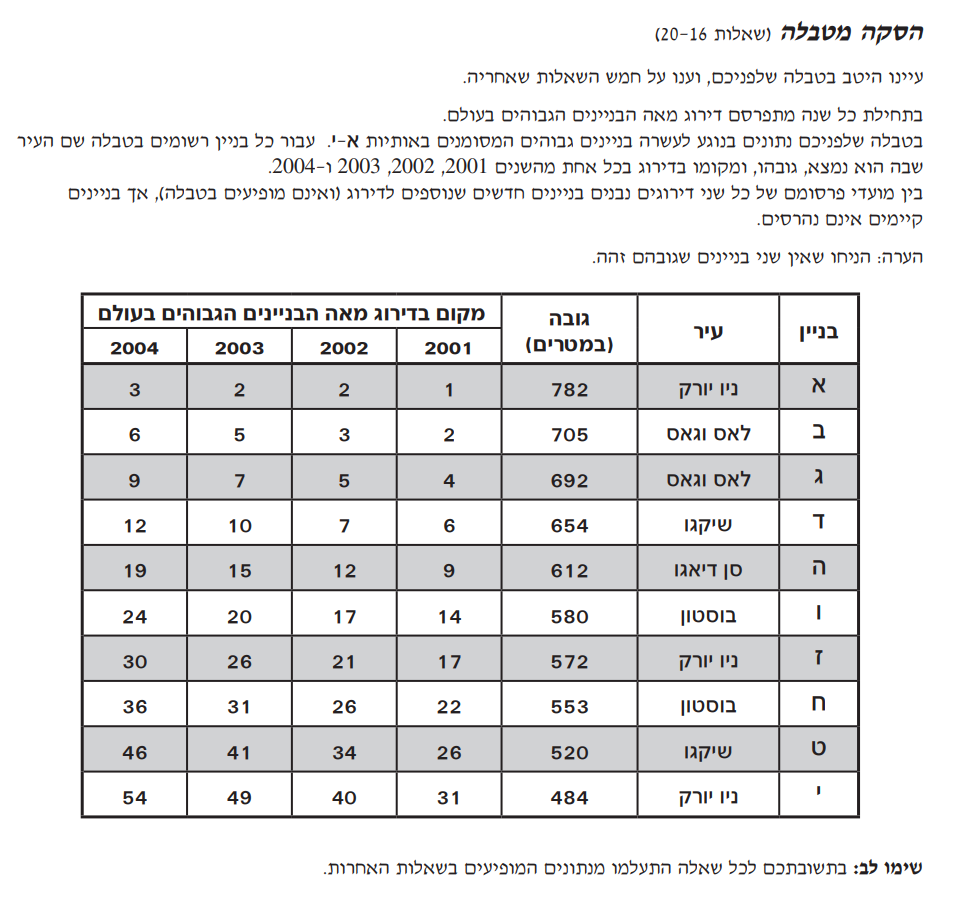 הסקה מטבלה (שאלות 20-16)
עיינו היטב בטבלה שלפניכם, וענו על חמש השאלות שאחריה.
בתחילת כל שנה מתפרסם דירוג מאה הבניינים הגבוהים בעולם.
בטבלה שלפניכם נתונים בנוגע לעשרה בניינים גבוהים המסומנים באותיות א-י. עבור כל בניין רשומים בטבלה שם העיר
שבה הוא נמצא, גובהו, ומקומו בדירוג בכל אחת מהשנים 2001, 2002, 2003 ו-2004.
בין מועדי פרסומם של כל שני דירוגים נבנים בניינים חדשים שנוספים לדירוג (ואינם מופיעים בטבלה), אך בניינים
קיימים אינם נהרסים.
הערה: הניחו שאין שני בניינים שגובהם זהה.
בניין עיר גובה (במטרים) מקום בדירוג מאה הבניינים הגבוהים בעולם
2001 2002 2003 2004
א ניו יורק 782 1 2 2 3
ב לאס וגאס 705 2 3 5 6
ג לאס וגאס 692 4 5 7 9
ד שיקגו 654 6 7 10 12
ה סן דיאגו 612 9 12 15 19
ו בוסטון 580 14 17 20 24
ז ניו יורק 572 17 21 26 30
ח בוסטון 553 22 26 31 36
ט שיקגו 520 26 34 41 46
י ניו יורק 484 31 40 49 54
שימו לב: בתשובתכם לכל שאלה התעלמו מנתונים המופיעים בשאלות האחרות.